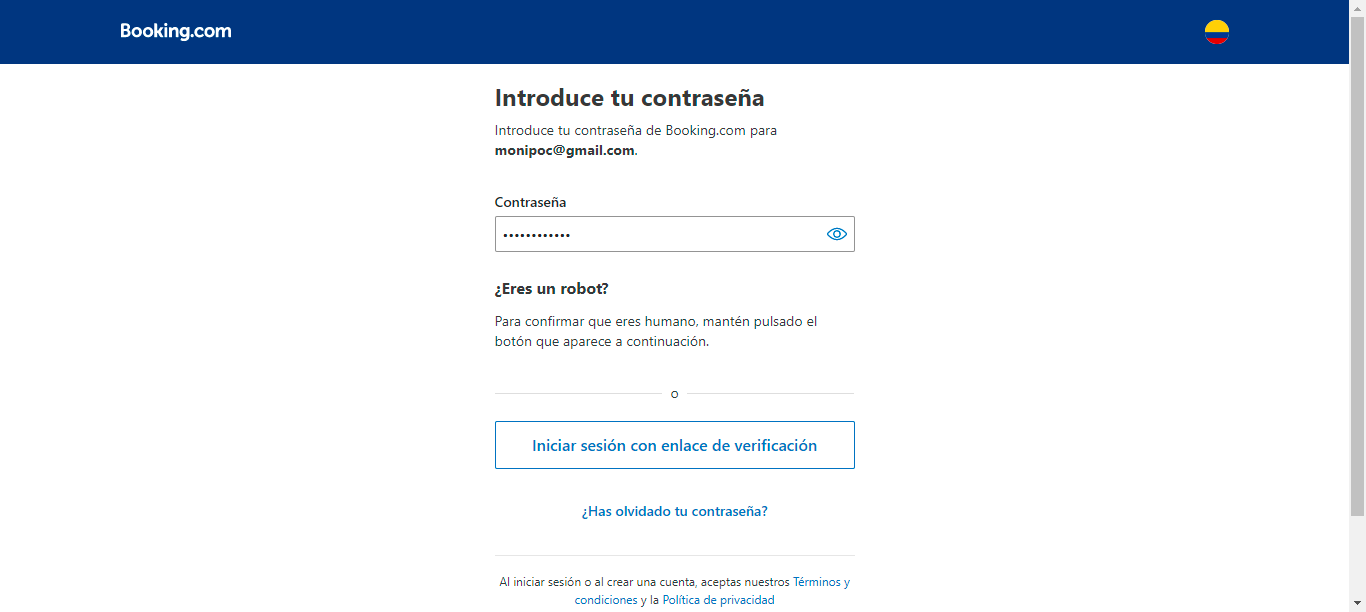 Booking.com
Introduce tu contraseña
Introduce tu contraseña de Booking.com para
monipoc@gmail.com.
Contraseña
••••••••••••
¿Eres un robot?
Para confirmar que eres humano, mantén pulsado el
botón que aparece a continuación.
o
Iniciar sesión con enlace de verificación
¿Has olvidado tu contraseña?
Al iniciar sesión o al crear una cuenta, aceptas nuestros Términos y
condiciones y la Política de privacidad